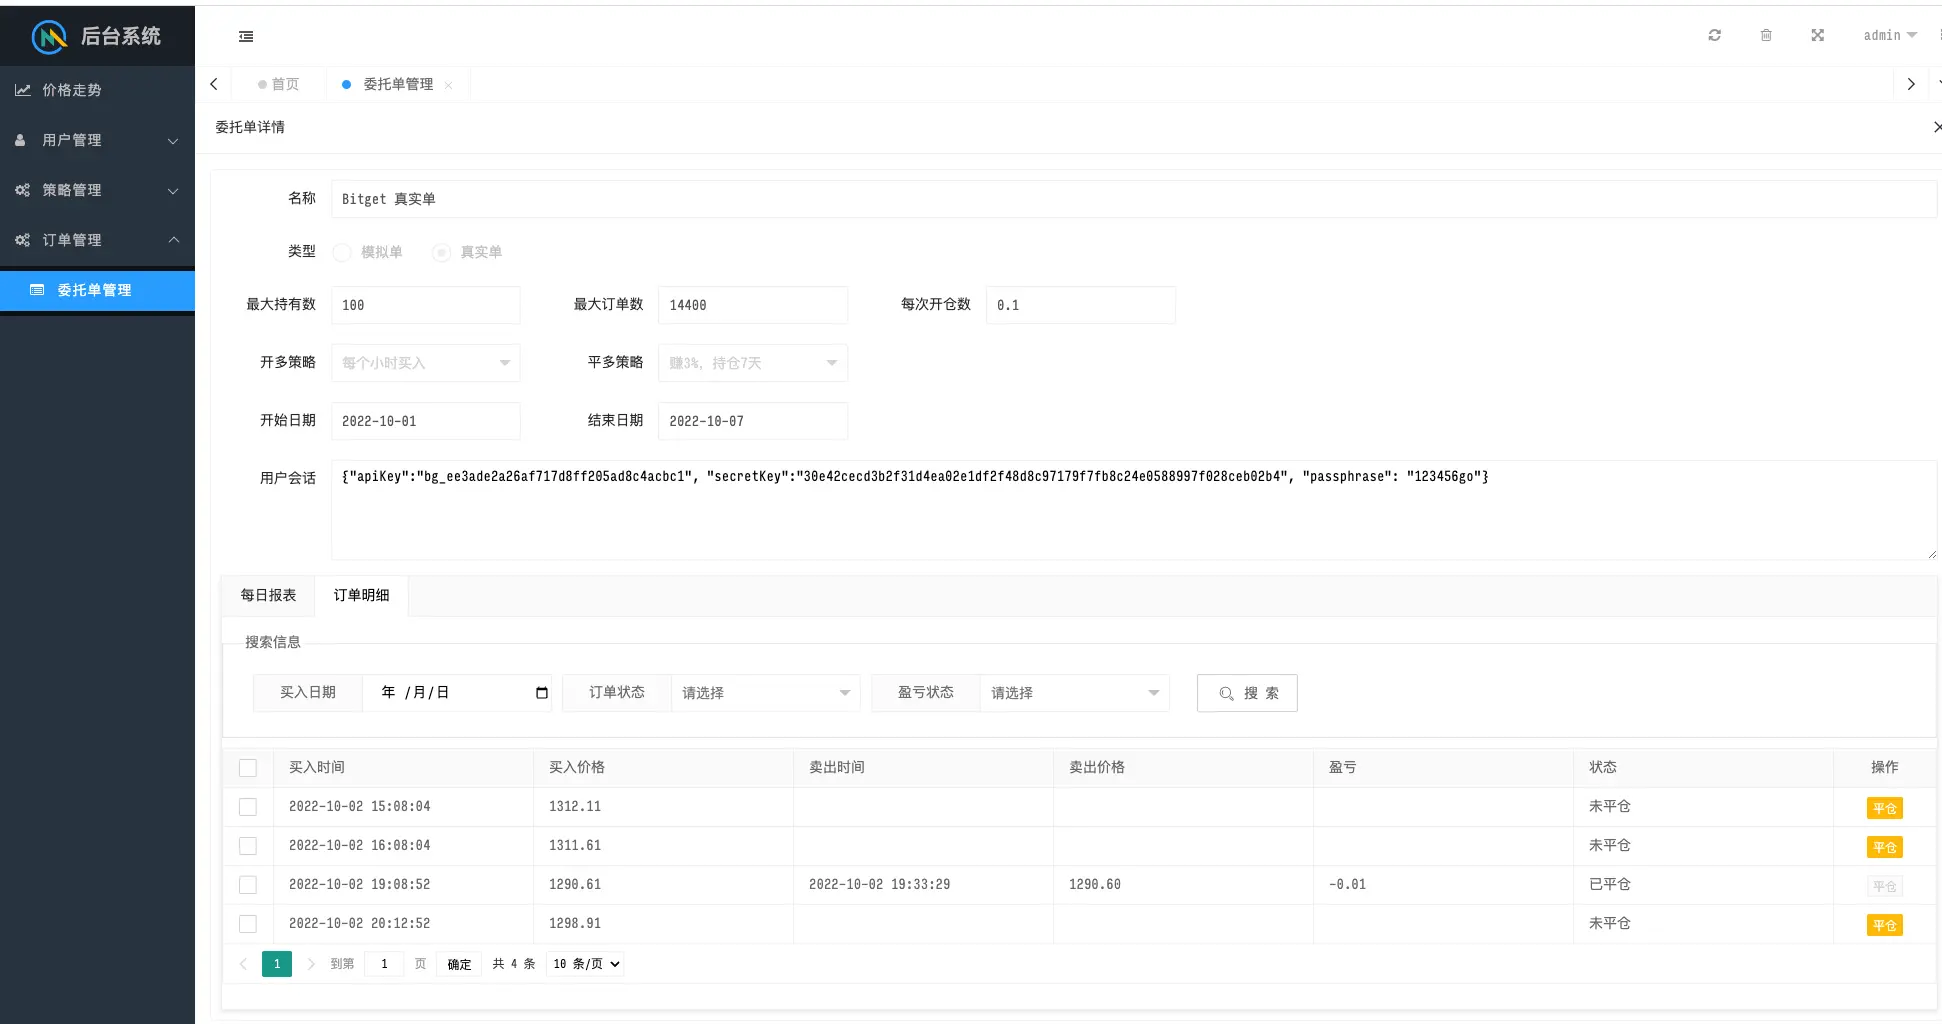 后台系统
admin
价格走势
用户管理
策略管理
订单管理
委托单管理
首页
委托单管理
委托单详情
名称
Bitget 真实单
类型
模拟单
真实单
最大持有数
100
最大订单数
14400
每次开仓数
0.1
开多策略
每个小时买入
平多策略
赚3%, 持仓7天
开始日期
2022-10-01
结束日期
2022-10-07
用户会话
{"apiKey":"bg_ee3ade2a26af717d8ff205ad8c4acbc1", "secretKey":"30e42cecd3b2f31d4ea02e1df2f48d8c97179f7fb8c24e0588997f028ceb02b4", "passphrase": "123456go"}
每日报表 订单明细
搜索信息
买入日期 年 /月/日 订单状态 请选择 盈亏状态 请选择 搜 索
买入时间 买入价格 卖出时间 卖出价格 盈亏 状态 操作
2022-10-02 15:08:04 1312.11 未平仓 平仓
2022-10-02 16:08:04 1311.61 未平仓 平仓
2022-10-02 19:08:52 1290.61 2022-10-02 19:33:29 1290.60 -0.01 已平仓 平仓
2022-10-02 20:12:52 1298.91 未平仓 平仓
1 到第 1 页 确定 共 4 条 10 条/页